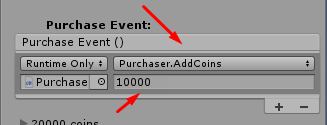 Purchase Event:
Purchase Event ()
Runtime Only Purchaser.AddCoins
Purchase 10000
+ −
20000 coins